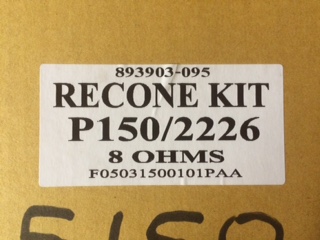 893903-095
RECONE KIT
P150/2226
8 OHMS
F05031500101PAA